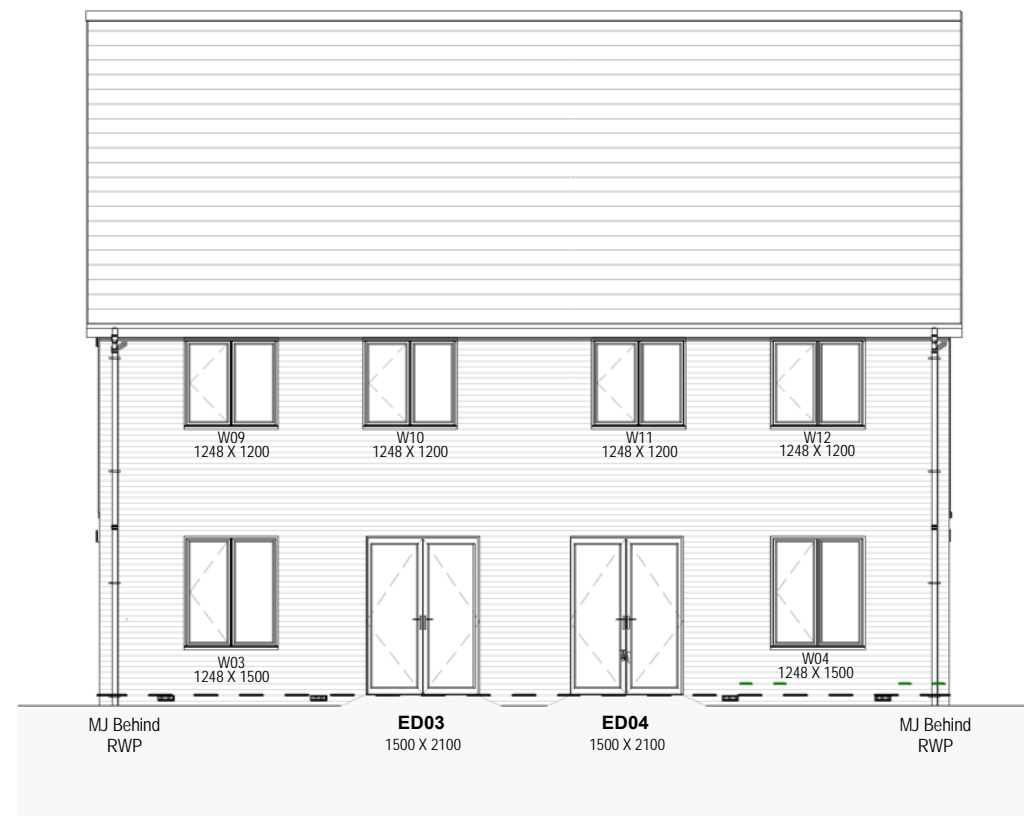 W09
1248 X 1200
W10
1248 X 1200
W11
1248 X 1200
W12
1248 X 1200
W03
1248 X 1500
W04
1248 X 1500
MJ Behind
RWP
ED03
1500 X 2100
ED04
1500 X 2100
MJ Behind
RWP